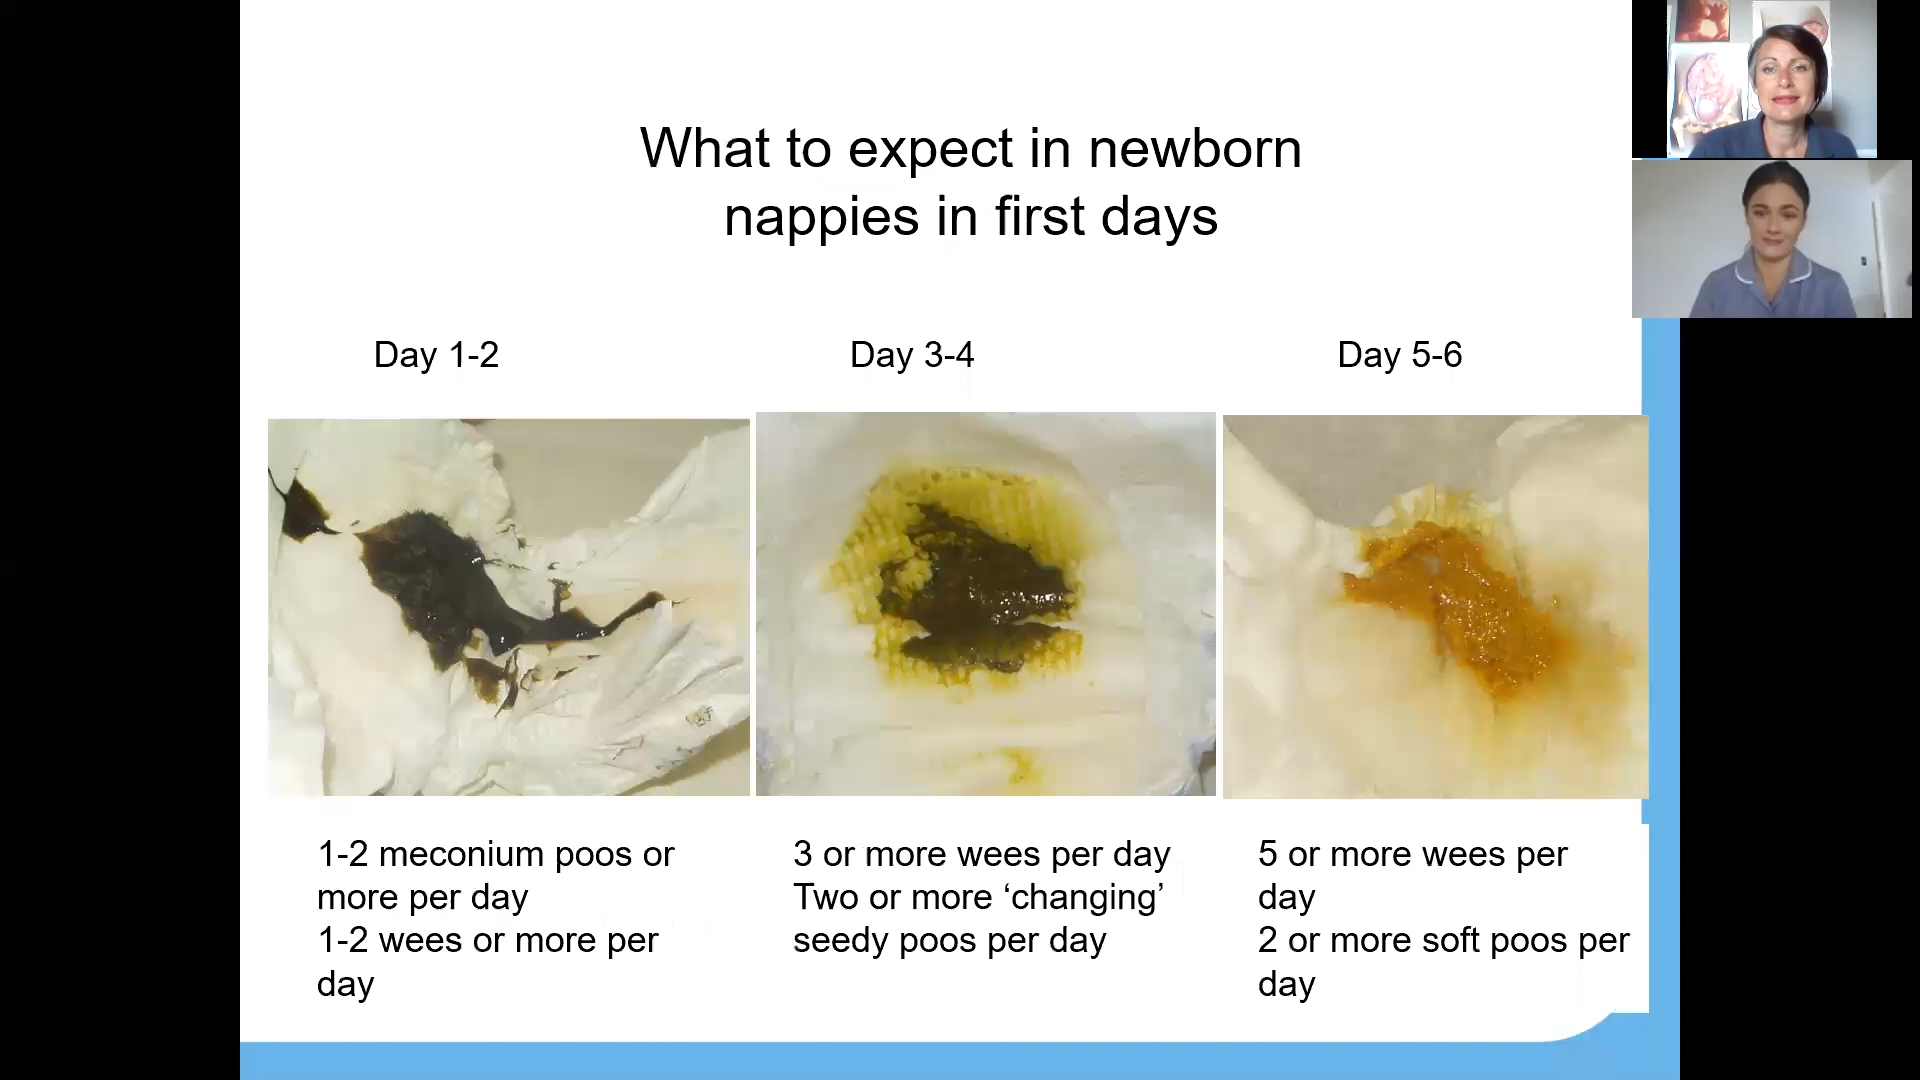 What to expect in newborn
nappies in first days
Day 1-2
Day 3-4
Day 5-6
1-2 meconium poos or
more per day
1-2 wees or more per
day
3 or more wees per day
Two or more ‘changing’
seedy poos per day
5 or more wees per
day
2 or more soft poos per
day